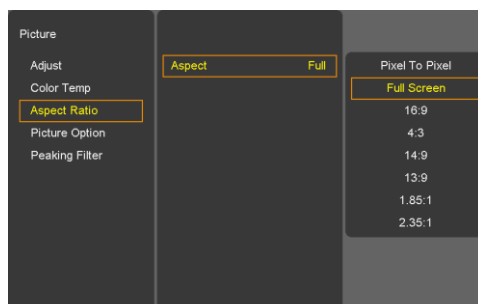 Picture
Adjust
Color Temp
Aspect Ratio
Picture Option
Peaking Filter
Aspect Full
Pixel To Pixel
Full Screen
16:9
4:3
14:9
13:9
1.85:1
2.35:1